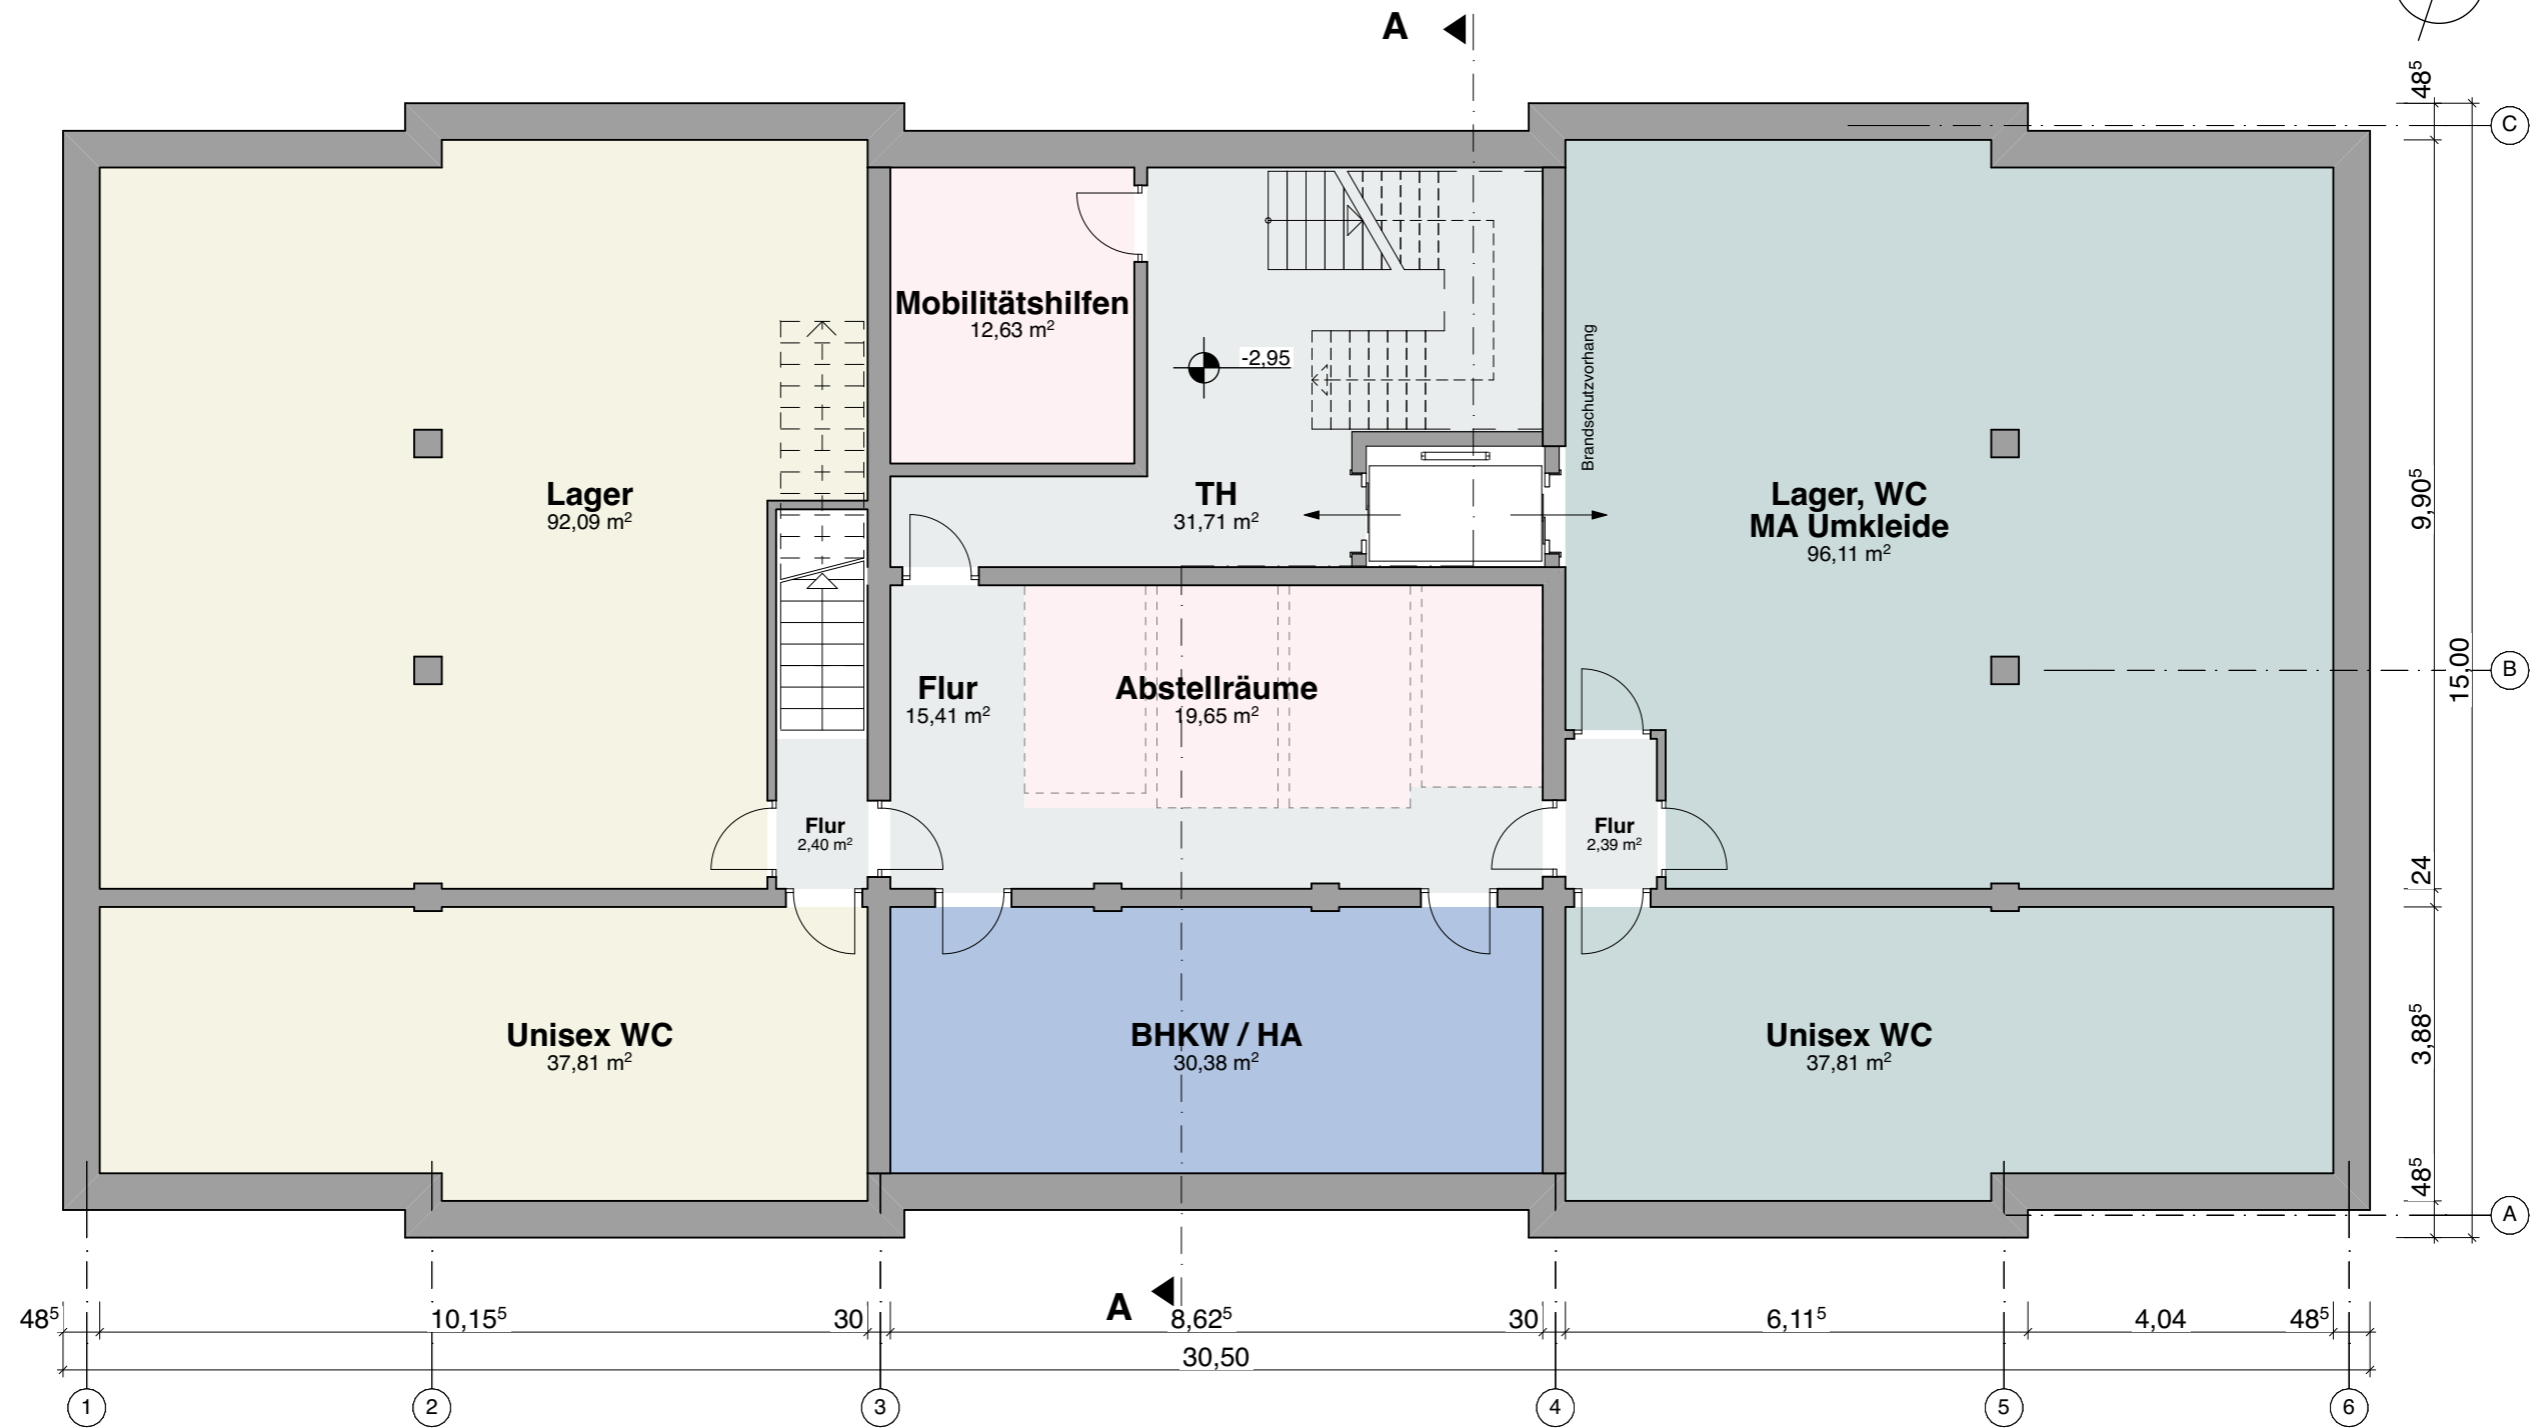 A
48⁵
C
Mobilitätshilfen
12,63 m²
-2,95
Brandschutzvorhang
Lager
92,09 m²
TH
31,71 m²
Lager, WC
MA Umkleide
96,11 m²
9,90⁵
15,00
B
Flur
15,41 m²
Abstellräume
19,65 m²
Flur
2,40 m²
Flur
2,39 m²
24
Unisex WC
37,81 m²
BHKW / HA
30,38 m²
Unisex WC
37,81 m²
3,88⁵
48⁵
A
A
48⁵ 10,15⁵ 30 8,62⁵ 30 6,11⁵ 4,04 48⁵
30,50
1 2 3 4 5 6